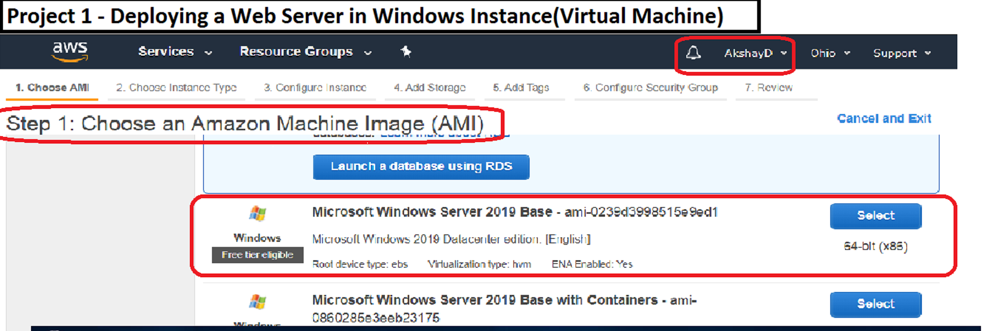 Project 1 - Deploying a Web Server in Windows Instance(Virtual Machine)
aws Services Resource Groups AkshayD Ohio Support
1. Choose AMI 2. Choose Instance Type 3. Configure Instance 4. Add Storage 5. Add Tags 6. Configure Security Group 7. Review
Step 1: Choose an Amazon Machine Image (AMI)
Cancel and Exit
Launch a database using RDS
Microsoft Windows Server 2019 Base - ami-0239d3998515e9ed1
Select
Windows
Microsoft Windows 2019 Datacenter edition. [English]
64-bit (x86)
Free tier eligible
Root device type: ebs Virtualization type: hvm ENA Enabled: Yes
Microsoft Windows Server 2019 Base with Containers - ami-
0860285e3eeb23175
Select
Windows